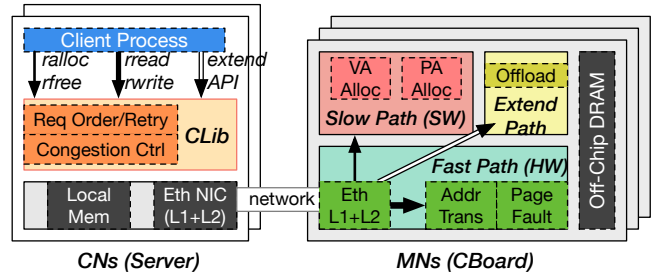 Client Process
ralloc
rfree
rread
rwrite
extend
API
Req Order/Retry
Congestion Ctrl
CLib
Local
Mem
Eth NIC
(L1+L2)
CNs (Server)
network
VA
Alloc
PA
Alloc
Slow Path (SW)
Offload
Extend
Path
Fast Path (HW)
Eth
L1+L2
Addr
Trans
Page
Fault
Off-Chip DRAM
MNs (CBoard)